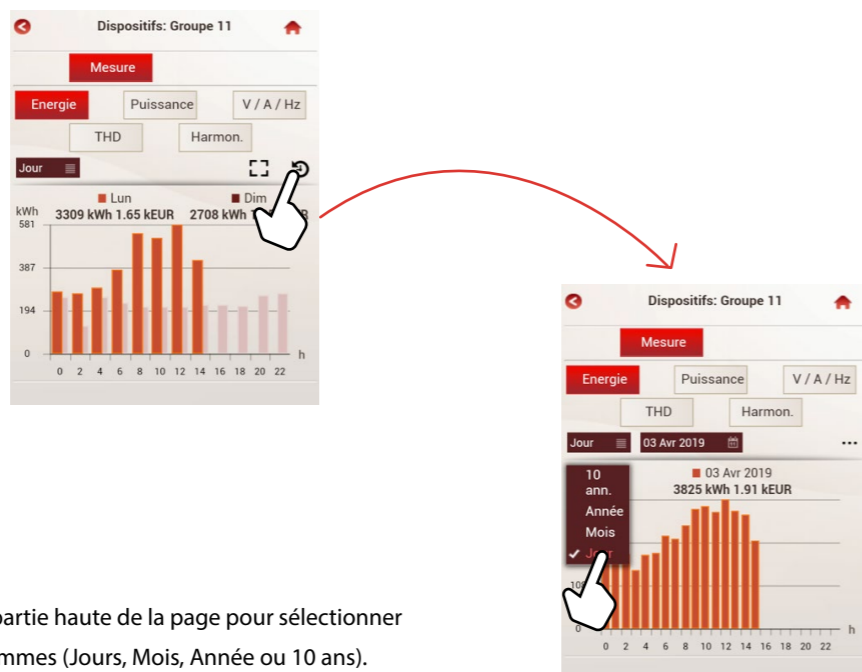 Dispositifs: Groupe 11
Mesure
Energie Puissance V / A / Hz
THD Harmon.
Jour
Lun Dim
kWh 3309 kWh 1.65 kEUR 2708 kWh
581
387
194
0
h
0 2 4 6 8 10 12 14 16 18 20 22
Dispositifs: Groupe 11
Mesure
Energie Puissance V / A / Hz
THD Harmon.
Jour 03 Avr 2019 ...
10 ann.
Année
Mois
Jour
03 Avr 2019
3825 kWh 1.91 kEUR
0
h
0 2 4 6 8 10 12 14 16 18 20 22
partie haute de la page pour sélectionner
mmes (Jours, Mois, Année ou 10 ans).